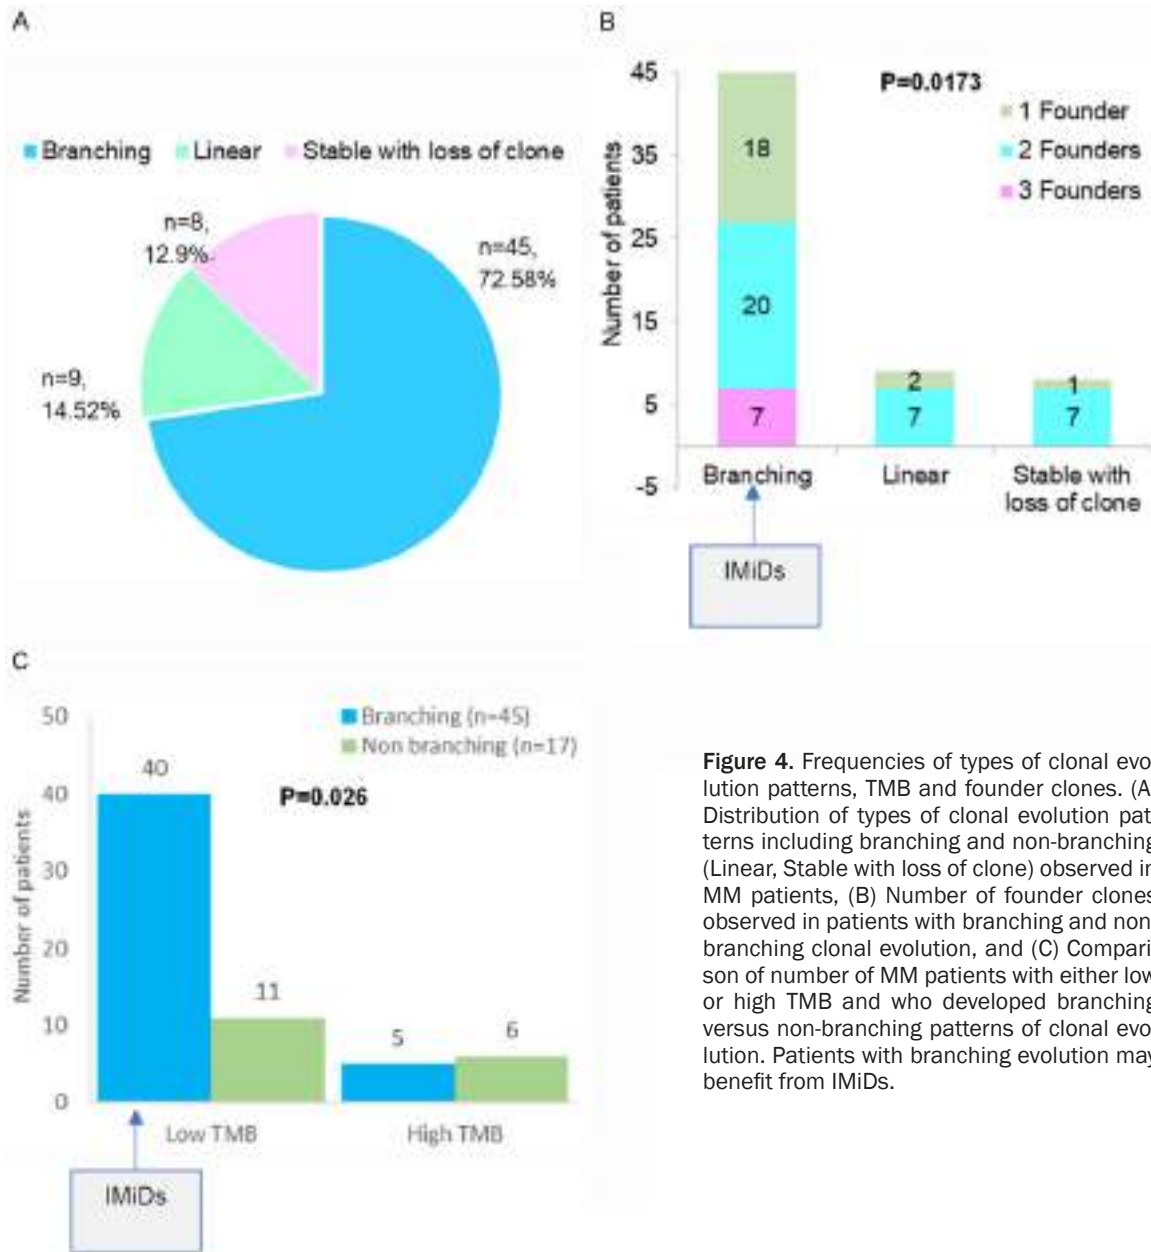 A
Branching Linear Stable with loss of clone
n=8,
12.9%
n=45,
72.58%
n=9,
14.52%
B
P=0.0173
1 Founder
2 Founders
3 Founders
Number of patients
45
35
25
15
5
-5
18
20
7
2
7
1
7
Branching Linear Stable with
loss of clone
IMiDs
C
Branching (n=45)
Non branching (n=17)
P=0.026
Number of patients
50
40
30
20
10
0
40
11
5
6
Low TMB High TMB
IMiDs
Figure 4. Frequencies of types of clonal evo
lution patterns, TMB and founder clones. (A
Distribution of types of clonal evolution pat
terns including branching and non-branching
(Linear, Stable with loss of clone) observed in
MM patients, (B) Number of founder clones
observed in patients with branching and non
branching clonal evolution, and (C) Compari
son of number of MM patients with either low
or high TMB and who developed branching
versus non-branching patterns of clonal evo
lution. Patients with branching evolution may
benefit from IMiDs.